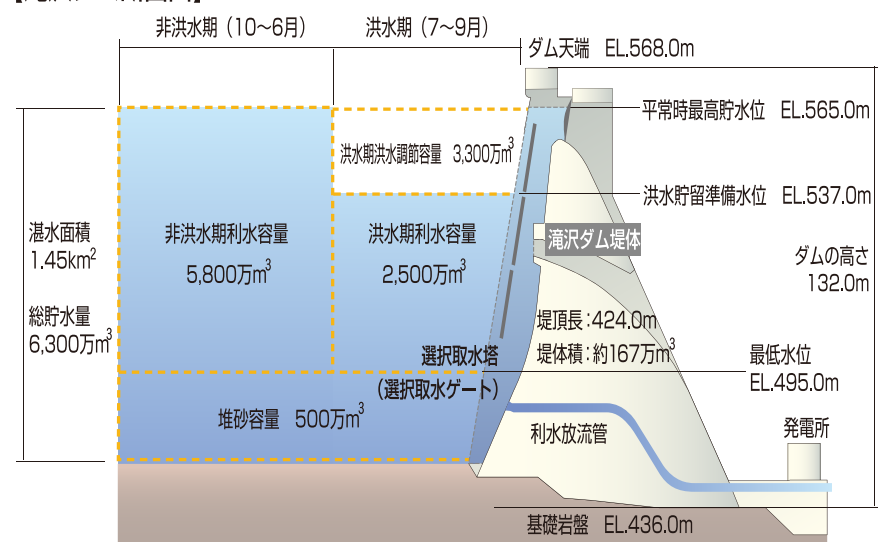 非洪水期（10～6月）
洪水期（7～9月）
ダム天端 EL.568.0m
平常時最高貯水位 EL.565.0m
洪水期洪水調節容量 3,300万m³
洪水貯留準備水位 EL.537.0m
湛水面積
1.45km²
総貯水量
6,300万m³
非洪水期利水容量
5,800万m³
洪水期利水容量
2,500万m³
滝沢ダム堤体
ダムの高さ
132.0m
堤頂長：424.0m
堤体積：約167万m³
選択取水塔
（選択取水ゲート）
最低水位
EL.495.0m
堆砂容量 500万m³
利水放流管
発電所
基礎岩盤 EL.436.0m